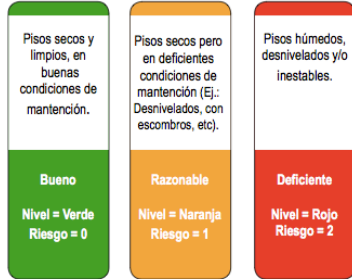 Pisos secos y
limpios, en
buenas
condiciones de
mantención.
Bueno
Nivel = Verde
Riesgo = 0
Pisos secos pero
en deficientes
condiciones de
mantención (Ej.:
Desnivelados, con
escombros, etc).
Razonable
Nivel = Naranja
Riesgo = 1
Pisos húmedos,
desnivelados y/o
inestables.
Deficiente
Nivel = Rojo
Riesgo = 2